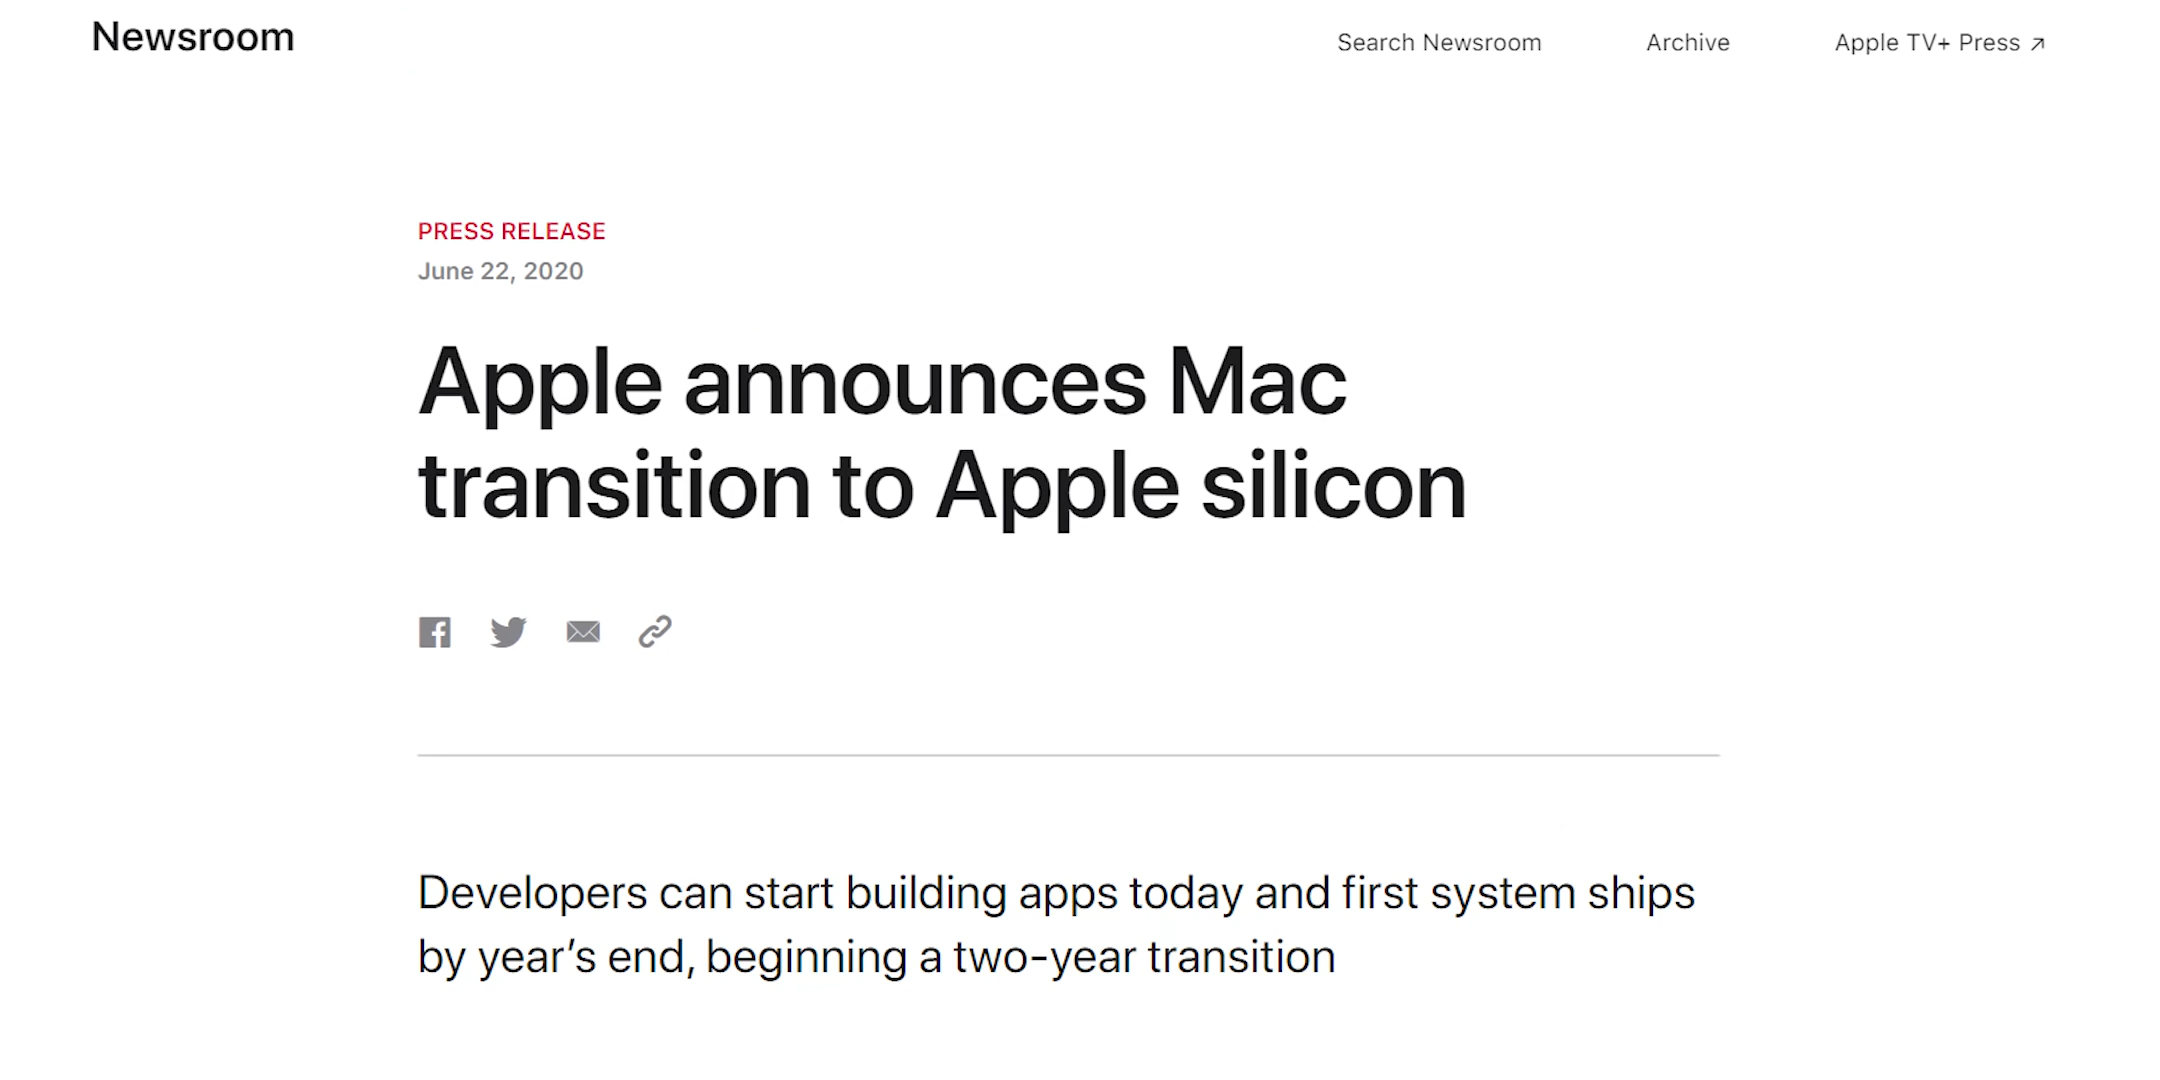 Newsroom
Search Newsroom
Archive
Apple TV+ Press ↗
PRESS RELEASE
June 22, 2020
Apple announces Mac
transition to Apple silicon
Developers can start building apps today and first system ships
by year’s end, beginning a two-year transition